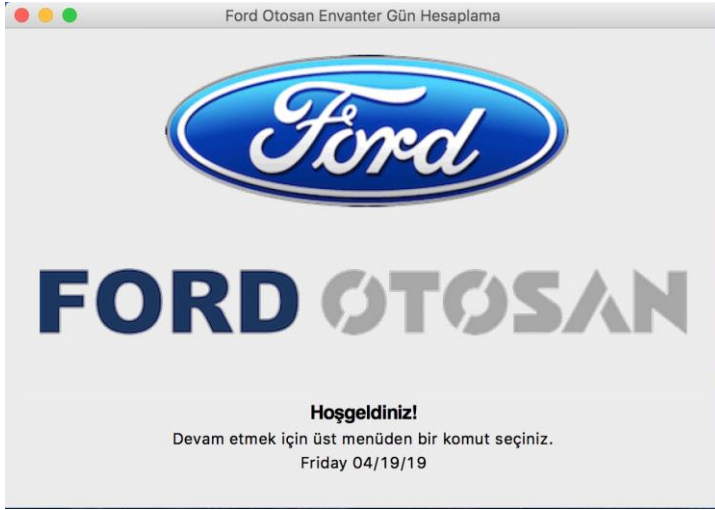 Ford Otosan Envanter Gün Hesaplama
Ford
FORD OTOSAN
Hoşgeldiniz!
Devam etmek için üst menüden bir komut seçiniz.
Friday 04/19/19